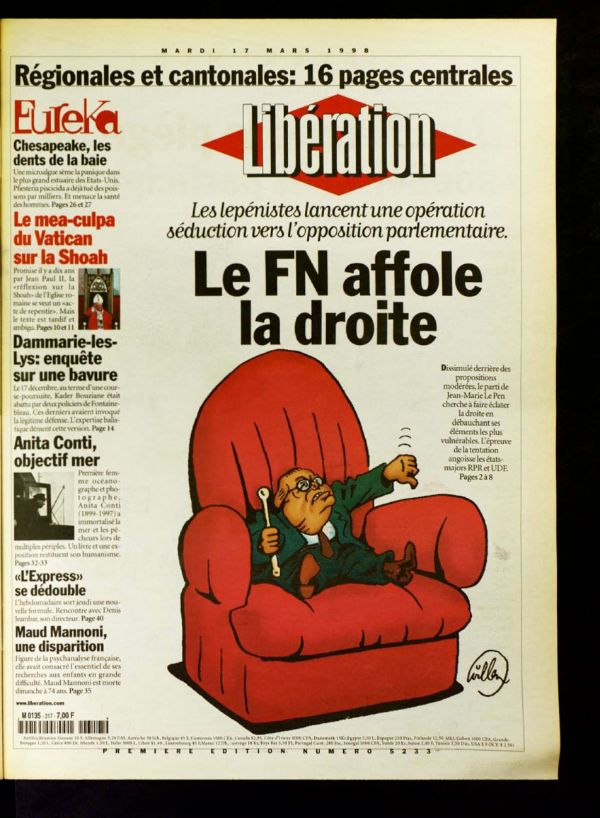 MARDI 17 MARS 1998
Régionales et cantonales: 16 pages centrales
EUREKA
Chesapeake, les
dents de la baie
Une microalgue sème la panique dans
le plus grand estuaire des Etats-Unis.
Pfiesteria piscicida a déjà tué des pois-
sons par milliers. Et menace la santé
des hommes. Pages 26 et 27
Le mea-culpa
du Vatican
sur la Shoah
Promise il y a dix ans
par Jean Paul II, la
«réflexion sur la
Shoah» de l'Eglise ro-
maine se veut un «ac-
te de repentir». Mais
le texte est tardif et
ambigu. Pages 10 et 11
Dammarie-les-
Lys: enquête
sur une bavure
Le 17 décembre, au terme d'une cour-
se-poursuite, Kader Bouziane était
abattu par deux policiers de Fontaine-
bleau. Ces derniers avaient invoqué
la légitime défense. L'expertise balis-
tique dément cette version. Page 14
Anita Conti,
objectif mer
Première fem-
me océano-
graphe et pho-
tographe,
Anita Conti
(1899-1997) a
immortalisé la
mer et les pê-
cheurs lors de
multiples périples. Un livre et une ex-
position restituent son humanisme.
Pages 32-33
«L'Express»
se dédouble
L'hebdomadaire sort jeudi une nou-
velle formule. Rencontre avec Denis
Jeambar, son directeur. Page 40
Maud Mannoni,
une disparition
Figure de la psychanalyse française,
elle avait consacré l'essentiel de ses
recherches aux enfants en grande
difficulté. Maud Mannoni est morte
dimanche à 74 ans. Page 35
www.liberation.com
M 0135 - 317 - 7,00 F
Libération
Les lepénistes lancent une opération
séduction vers l'opposition parlementaire.
Le FN affole
la droite
Dissimulé derrière des
propositions
modérées, le parti de
Jean-Marie Le Pen
cherche à faire éclater
la droite en
débauchant ses
éléments les plus
vulnérables. L'épreuve
de la tentation
angoisse les états-
majors RPR et UDF.
Pages 2 à 8
Willem
PREMIERE EDITION NUMERO 5233